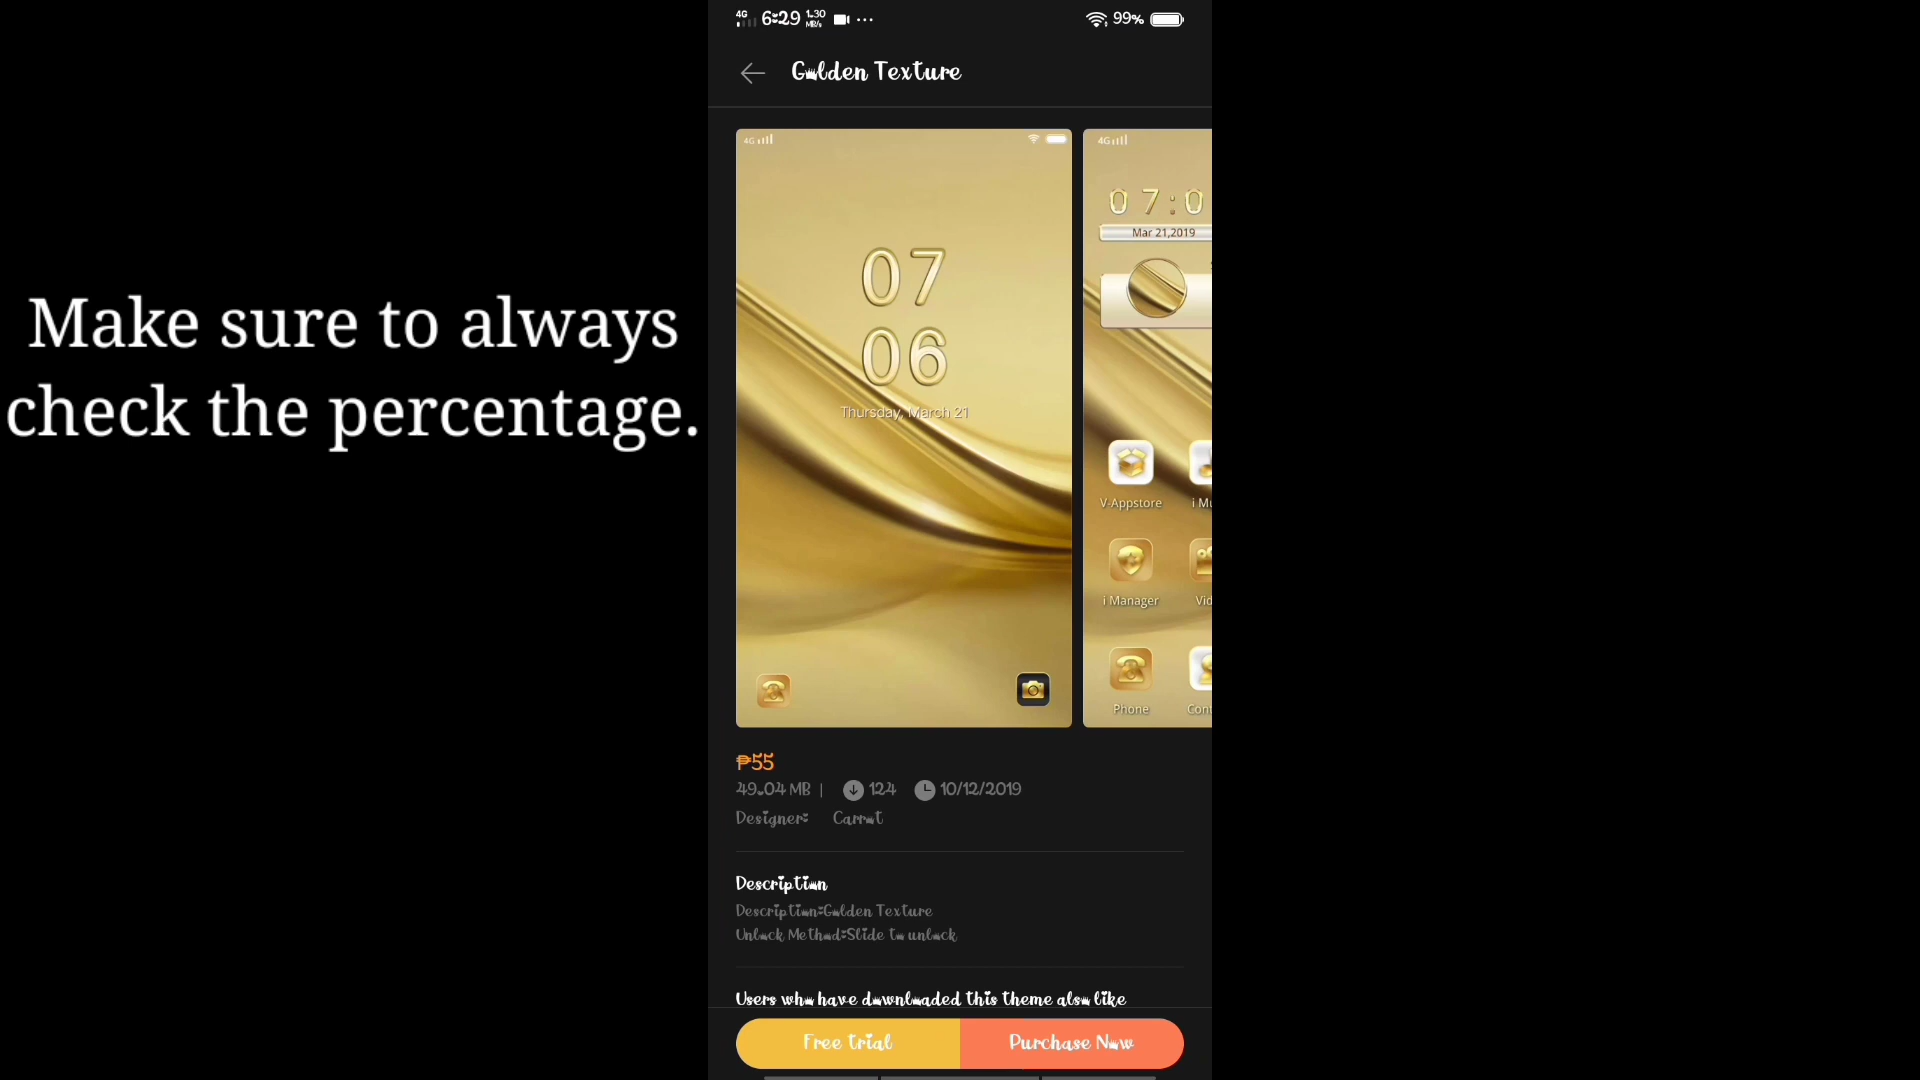 Make sure to always
check the percentage.
4G 6:29 1.30 MB/s ... 99%
Golden Texture
4G
07
06
Thursday, March 21
4G
07:0
Mar 21,2019
V-Appstore i Mu
i Manager Vid
Phone Cont
₱55
49.04 MB | 124 10/12/2019
Designer: Carrot
Description
Description:Golden Texture
Unlock Method:Slide to unlock
Users who have downloaded this theme also like
Free trial Purchase Now